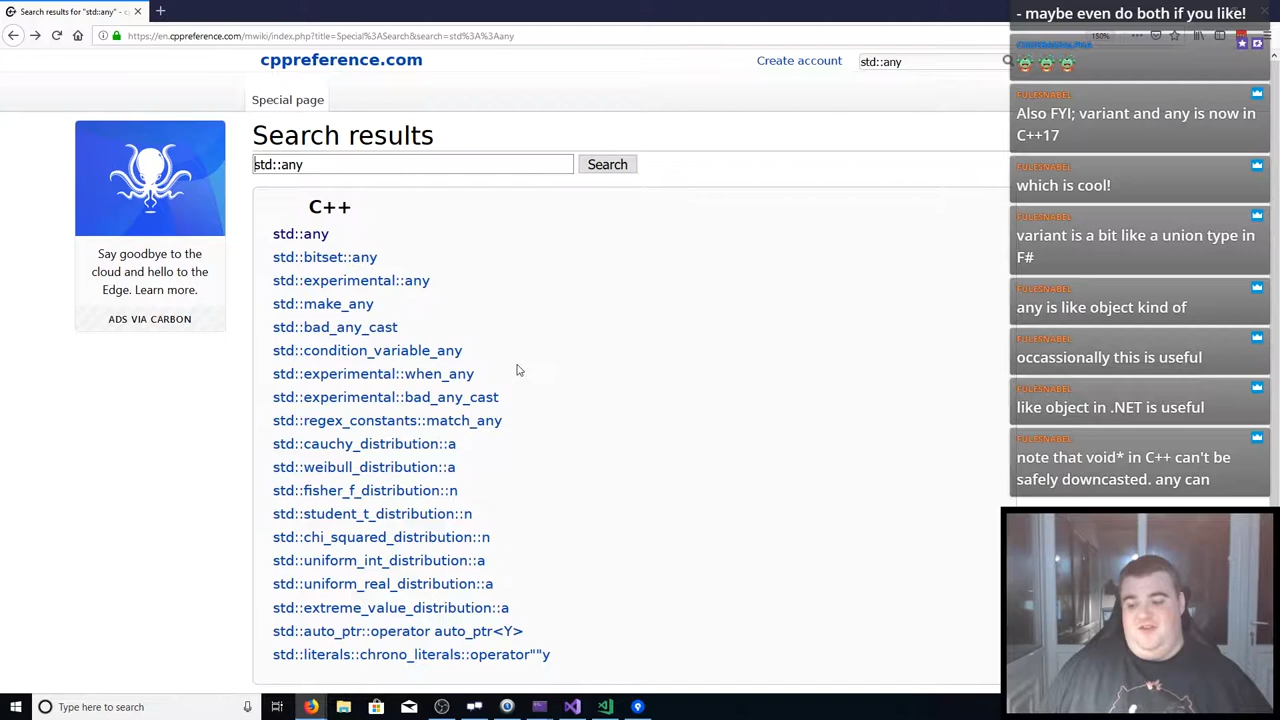 Search results for "std::any" - c
https://en.cppreference.com/mwiki/index.php?title=Special%3ASearch&search=std%3A%3Aany
150%
cppreference.com
Create account
std::any
Special page
Search results
std::any
Search
C++
std::any
std::bitset::any
std::experimental::any
std::make_any
std::bad_any_cast
std::condition_variable_any
std::experimental::when_any
std::experimental::bad_any_cast
std::regex_constants::match_any
std::cauchy_distribution::a
std::weibull_distribution::a
std::fisher_f_distribution::n
std::student_t_distribution::n
std::chi_squared_distribution::n
std::uniform_int_distribution::a
std::uniform_real_distribution::a
std::extreme_value_distribution::a
std::auto_ptr::operator auto_ptr<Y>
std::literals::chrono_literals::operator""y
Say goodbye to the
cloud and hello to the
Edge. Learn more.
ADS VIA CARBON
- maybe even do both if you like!
FULESNABEL
Also FYI; variant and any is now in
C++17
FULESNABEL
which is cool!
FULESNABEL
variant is a bit like a union type in
F#
FULESNABEL
any is like object kind of
FULESNABEL
occassionally this is useful
FULESNABEL
like object in .NET is useful
FULESNABEL
note that void* in C++ can't be
safely downcasted. any can
Type here to search